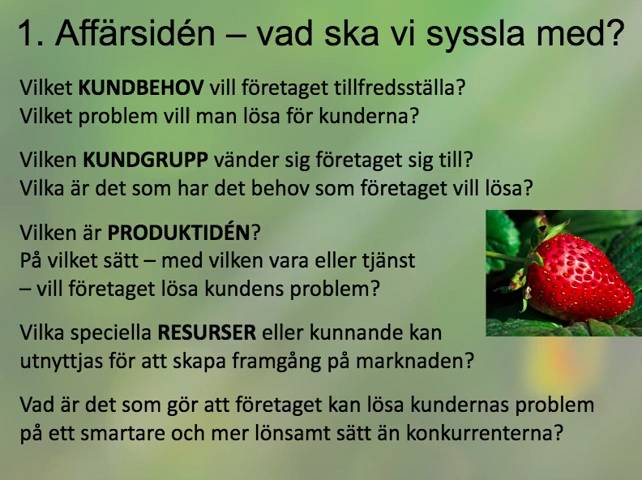 1. Affärsidén – vad ska vi syssla med?
Vilket KUNDBEHOV vill företaget tillfredsställa?
Vilket problem vill man lösa för kunderna?
Vilken KUNDGRUPP vänder sig företaget sig till?
Vilka är det som har det behov som företaget vill lösa?
Vilken är PRODUKTIDÉN?
På vilket sätt – med vilken vara eller tjänst
– vill företaget lösa kundens problem?
Vilka speciella RESURSER eller kunnande kan
utnyttjas för att skapa framgång på marknaden?
Vad är det som gör att företaget kan lösa kundernas problem
på ett smartare och mer lönsamt sätt än konkurrenterna?